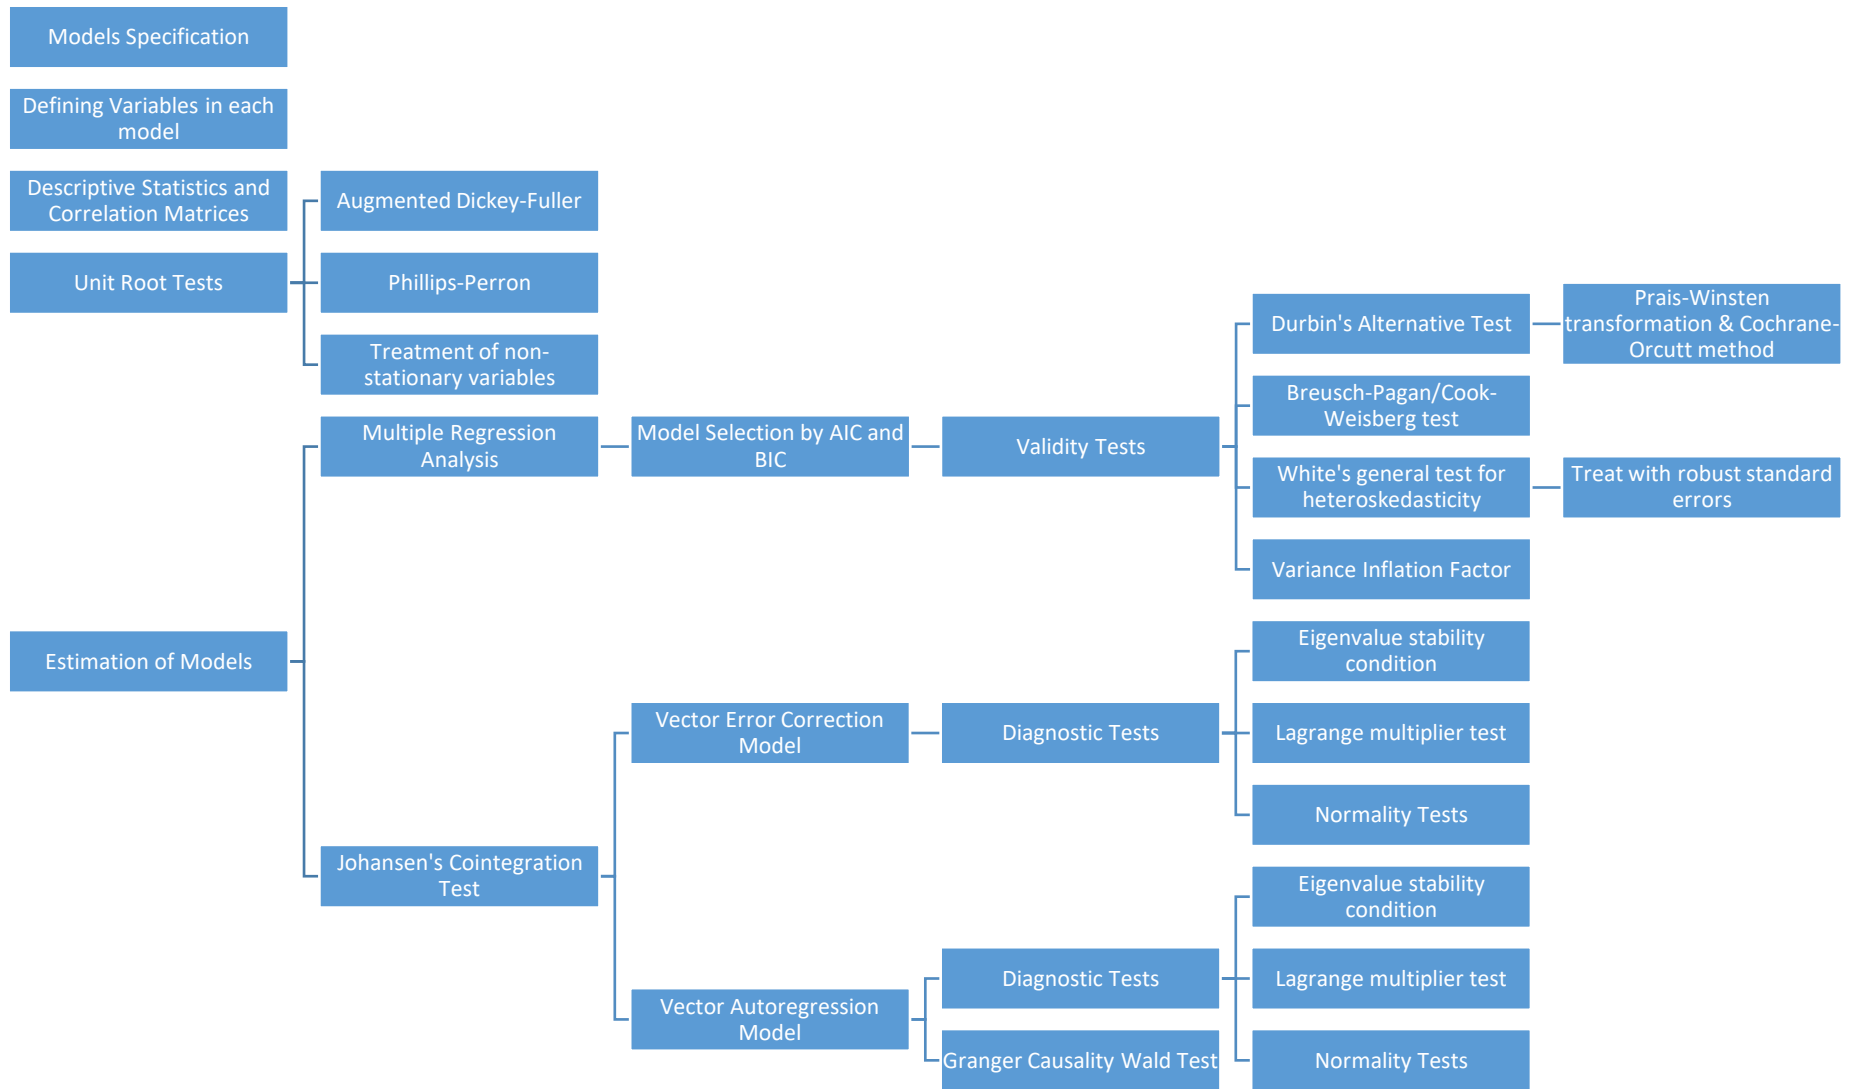 Models Specification
Defining Variables in each
model
Descriptive Statistics and
Correlation Matrices
Augmented Dickey-Fuller
Unit Root Tests
Phillips-Perron
Treatment of non-
stationary variables
Durbin's Alternative Test
Prais-Winsten
transformation & Cochrane-
Orcutt method
Breusch-Pagan/Cook-
Weisberg test
Multiple Regression
Analysis
Model Selection by AIC and
BIC
Validity Tests
White's general test for
heteroskedasticity
Treat with robust standard
errors
Variance Inflation Factor
Estimation of Models
Eigenvalue stability
condition
Vector Error Correction
Model
Diagnostic Tests
Lagrange multiplier test
Normality Tests
Johansen's Cointegration
Test
Eigenvalue stability
condition
Diagnostic Tests
Lagrange multiplier test
Vector Autoregression
Model
Granger Causality Wald Test
Normality Tests